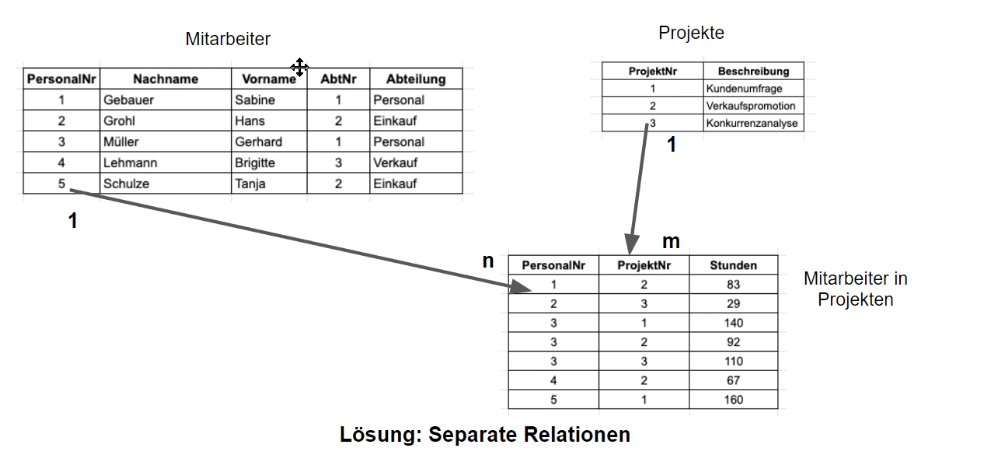 Mitarbeiter
PersonalNr Nachname Vorname AbtNr Abteilung
1 Gebauer Sabine 1 Personal
2 Grohl Hans 2 Einkauf
3 Müller Gerhard 1 Personal
4 Lehmann Brigitte 3 Verkauf
5 Schulze Tanja 2 Einkauf
1
Projekte
ProjektNr Beschreibung
1 Kundenumfrage
2 Verkaufspromotion
3 Konkurrenzanalyse
1
n
m
PersonalNr ProjektNr Stunden
1 2 83
2 3 29
3 1 140
3 2 92
3 3 110
4 2 67
5 1 160
Mitarbeiter in
Projekten
Lösung: Separate Relationen